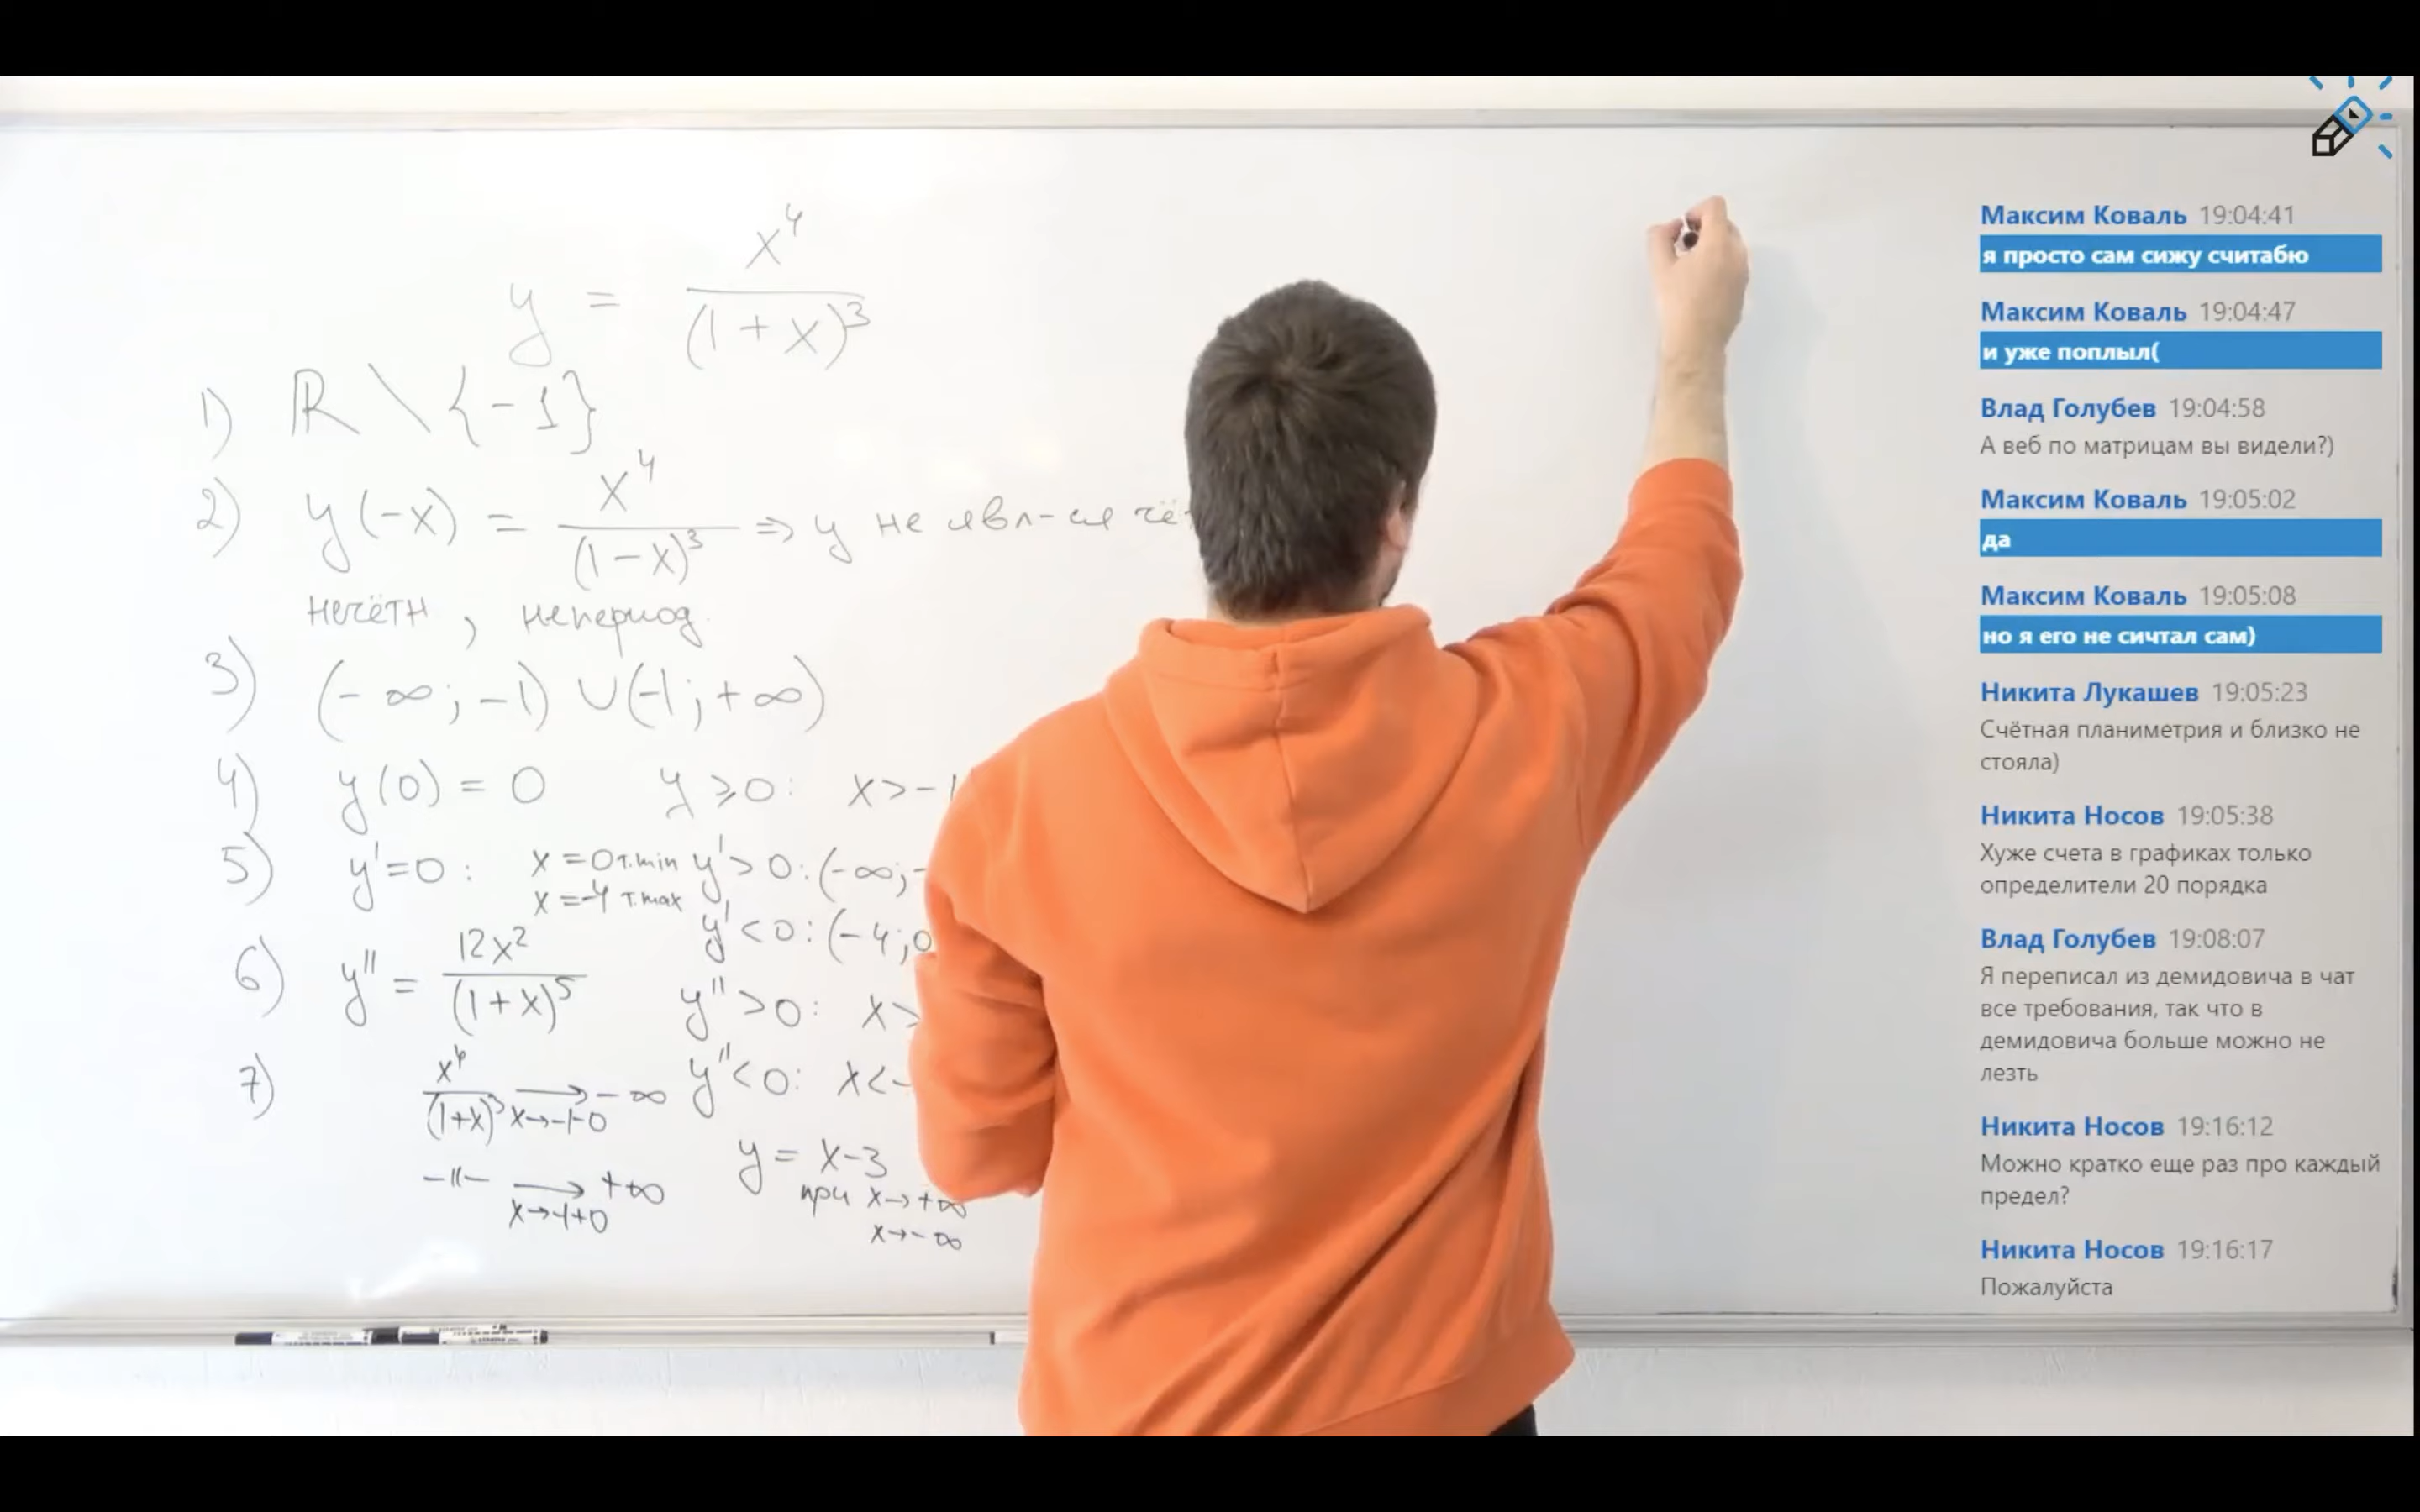 y = x⁴ / (1 + x)³
1) ℝ \ {-1}
2) y(-x) = x⁴ / (1 - x)³ ⇒ y не явл-ся чёт
нечётн, непериод.
3) (-∞; -1) ∪ (-1; +∞)
4) y(0) = 0 y ⩾ 0: x > -1
5) y' = 0: x = 0 т.min y' > 0: (-∞; -
x = -4 т.max
y' < 0: (-4; 0
6) y'' = 12x² / (1 + x)⁵
y'' > 0: x >
7) x⁴ / (1+x)³ → -∞ y'' < 0: x < -
x→-1-0
y = x-3
-||- → +∞ при x→+∞
x→-1+0
x→-∞
Максим Коваль 19:04:41
я просто сам сижу считабю
Максим Коваль 19:04:47
и уже поплыл(
Влад Голубев 19:04:58
А веб по матрицам вы видели?)
Максим Коваль 19:05:02
да
Максим Коваль 19:05:08
но я его не сичтал сам)
Никита Лукашев 19:05:23
Счётная планиметрия и близко не
стояла)
Никита Носов 19:05:38
Хуже счета в графиках только
определители 20 порядка
Влад Голубев 19:08:07
Я переписал из демидовича в чат
все требования, так что в
демидовича больше можно не
лезть
Никита Носов 19:16:12
Можно кратко еще раз про каждый
предел?
Никита Носов 19:16:17
Пожалуйста